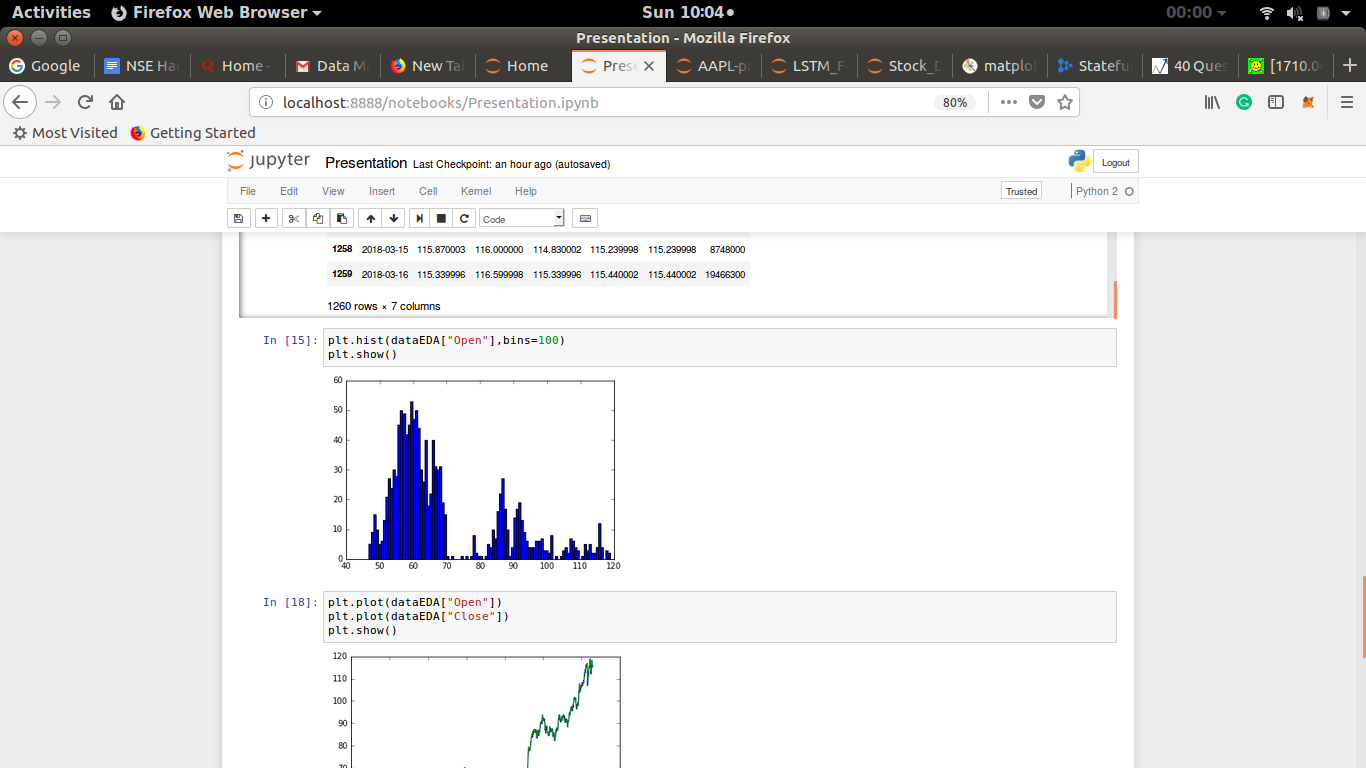 Activities Firefox Web Browser Sun 10:04 00:00
Presentation - Mozilla Firefox
Google NSE Ha Home - Data Ma New Tal Home Prese AAPL-p LSTM_F Stock_D matplo Statefu 40 Ques [1710.0
localhost:8888/notebooks/Presentation.ipynb 80%
Most Visited Getting Started
jupyter Presentation Last Checkpoint: an hour ago (autosaved) Logout
File Edit View Insert Cell Kernel Help Trusted Python 2
Code
1258 2018-03-15 115.870003 116.000000 114.830002 115.239998 115.239998 8748000
1259 2018-03-16 115.339996 116.599998 115.339996 115.440002 115.440002 19466300
1260 rows × 7 columns
In [15]: plt.hist(dataEDA["Open"],bins=100)
plt.show()
60
50
40
30
20
10
0
40 50 60 70 80 90 100 110 120
In [18]: plt.plot(dataEDA["Open"])
plt.plot(dataEDA["Close"])
plt.show()
120
110
100
90
80
70